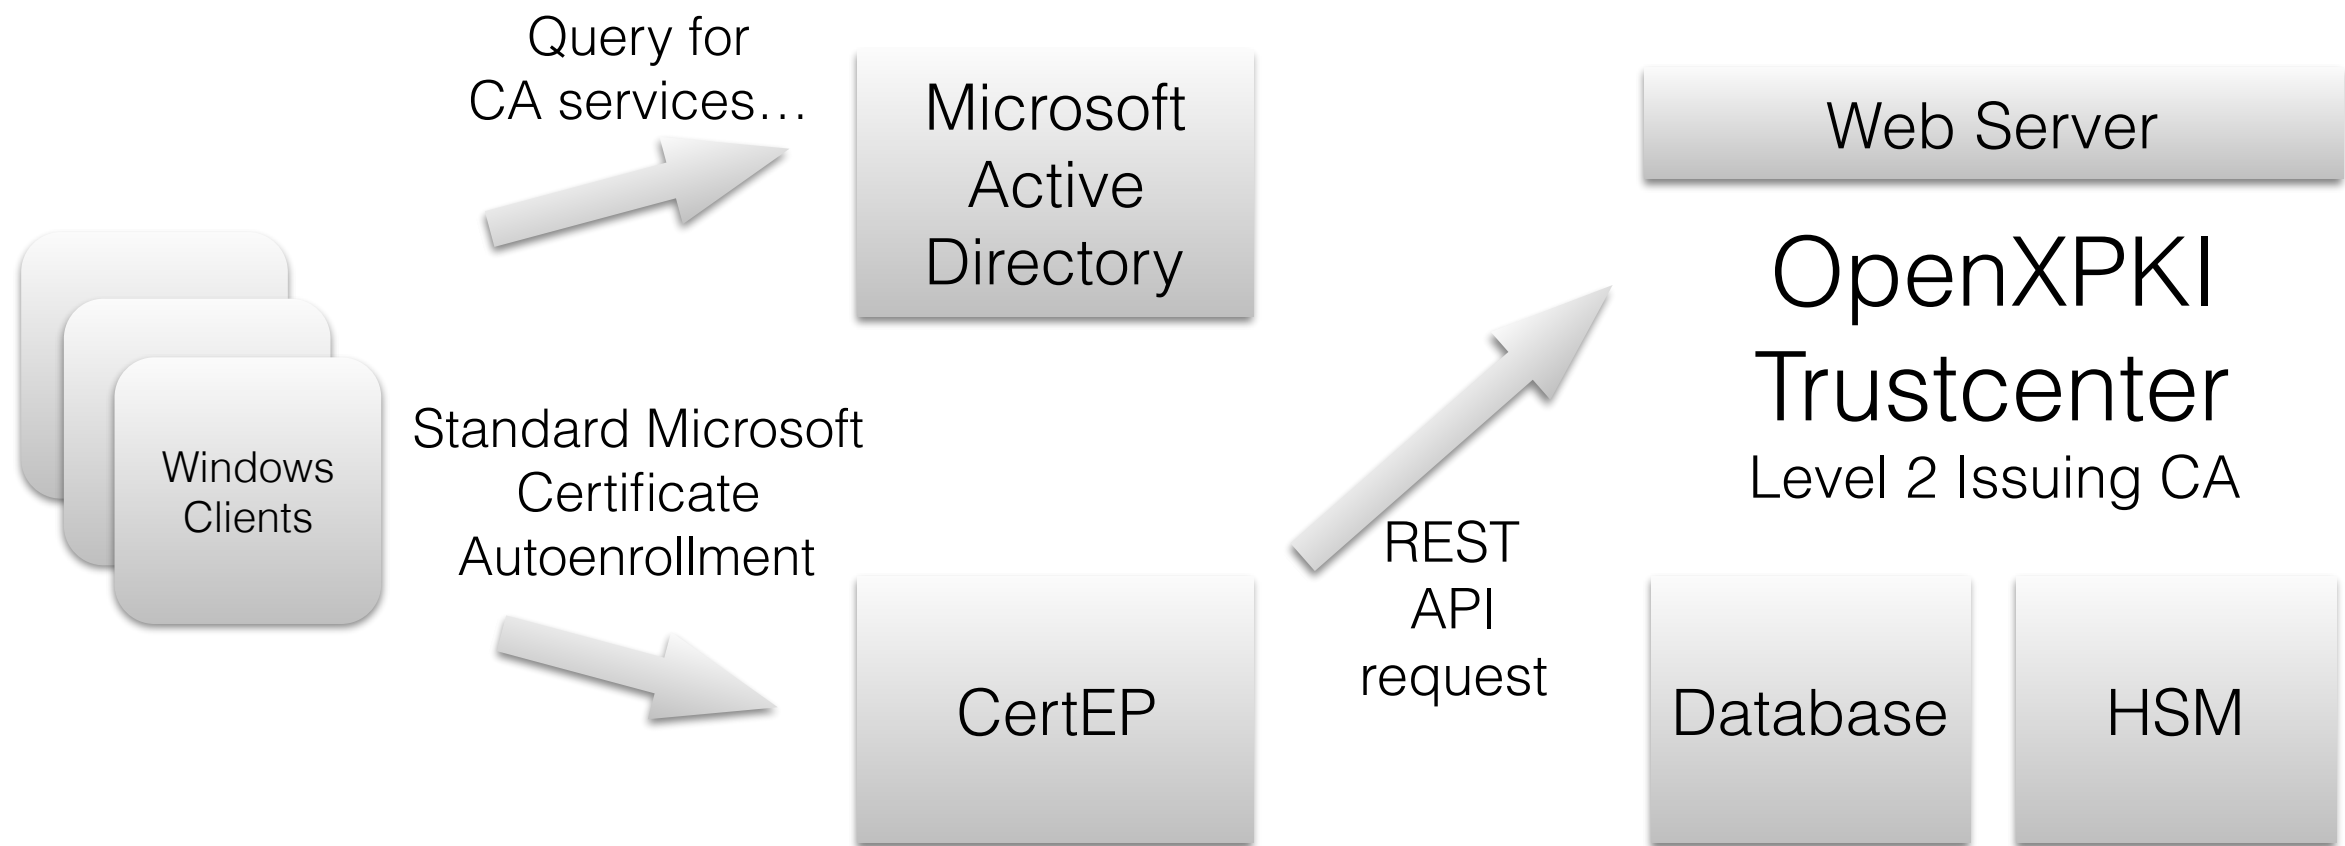 Query for
CA services…
Microsoft
Active
Directory
Web Server
OpenXPKI
Trustcenter
Level 2 Issuing CA
Windows
Clients
Standard Microsoft
Certificate
Autoenrollment
REST
API
request
CertEP
Database
HSM